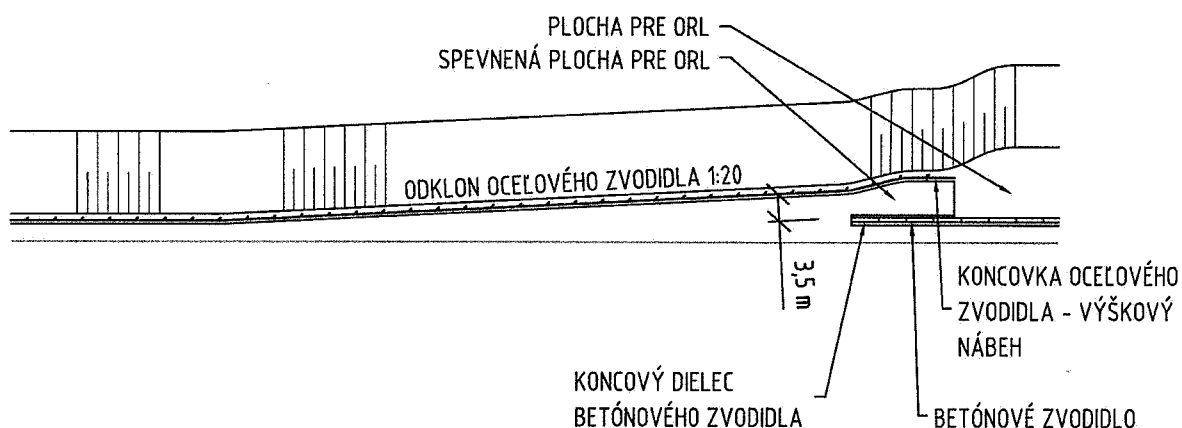 PLOCHA PRE ORL
SPEVNENÁ PLOCHA PRE ORL
ODKLON OCEĽOVÉHO ZVODIDLA 1:20
3,5 m
KONCOVKA OCEĽOVÉHO
ZVODIDLA - VÝŠKOVÝ
NÁBEH
KONCOVÝ DIELEC
BETÓNOVÉHO ZVODIDLA
BETÓNOVÉ ZVODIDLO